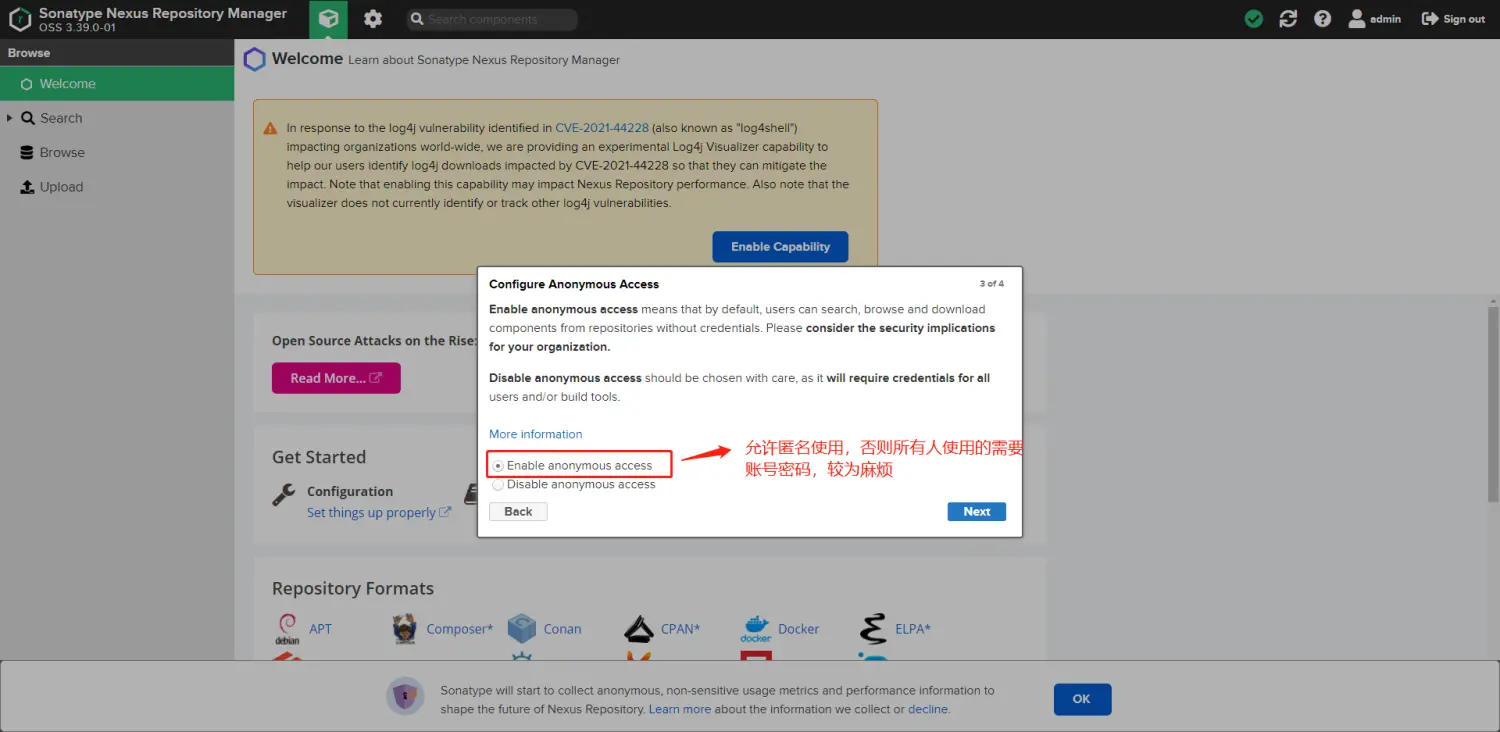 Sonatype Nexus Repository Manager
OSS 3.39.0-01
Search components
admin
Sign out
Browse
Welcome
Search
Browse
Upload
Welcome Learn about Sonatype Nexus Repository Manager
In response to the log4j vulnerability identified in CVE-2021-44228 (also known as "log4shell")
impacting organizations world-wide, we are providing an experimental Log4j Visualizer capability to
help our users identify log4j downloads impacted by CVE-2021-44228 so that they can mitigate the
impact. Note that enabling this capability may impact Nexus Repository performance. Also note that the
visualizer does not currently identify or track other log4j vulnerabilities.
Enable Capability
Open Source Attacks on the Rise:
Read More...
Get Started
Configuration
Set things up properly
Configure Anonymous Access
3 of 4
Enable anonymous access means that by default, users can search, browse and download
components from repositories without credentials. Please consider the security implications
for your organization.
Disable anonymous access should be chosen with care, as it will require credentials for all
users and/or build tools.
More information
Enable anonymous access
Disable anonymous access
允许匿名使用，否则所有人使用的需要
账号密码，较为麻烦
Back
Next
Repository Formats
debian
APT
Composer*
Conan
CPAN*
docker
Docker
ELPA*
Sonatype will start to collect anonymous, non-sensitive usage metrics and performance information to
shape the future of Nexus Repository. Learn more about the information we collect or decline.
OK